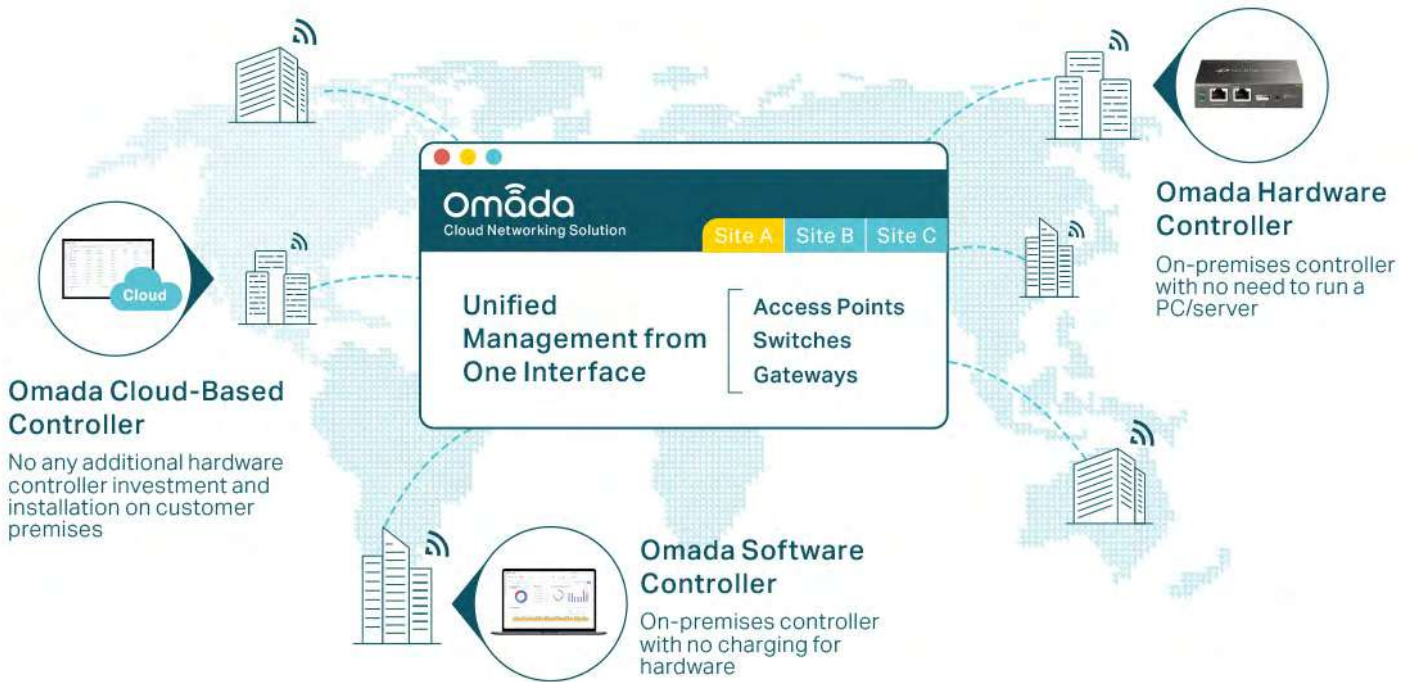 Omada
Cloud Networking Solution
Site A
Site B
Site C
Unified
Management from
One Interface
Access Points
Switches
Gateways
Cloud
Omada Cloud-Based
Controller
No any additional hardware
controller investment and
installation on customer
premises
Omada Hardware
Controller
On-premises controller
with no need to run a
PC/server
Omada Software
Controller
On-premises controller
with no charging for
hardware